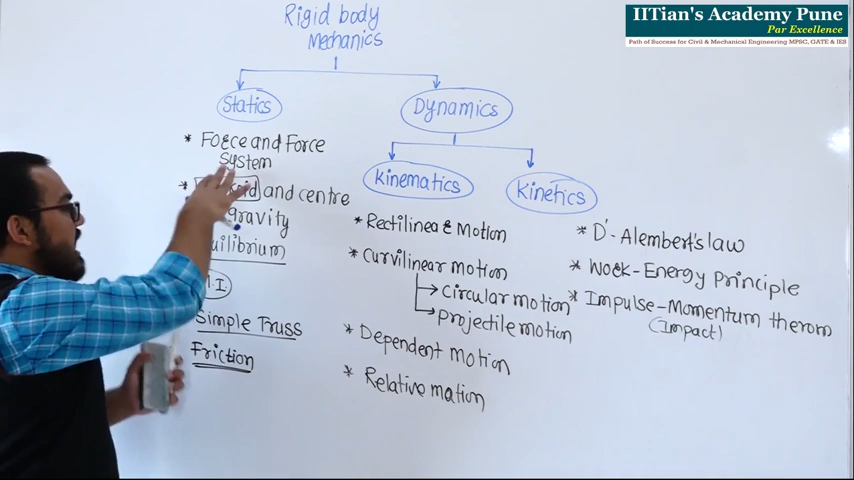 IITian's Academy Pune
Par Excellence
Path of Success for Civil & Mechanical Engineering MPSC, GATE & IES
Rigid body
Mechanics
Statics
* Force and Force
System
* and centre
gravity
Simple Truss
Friction
Dynamics
Kinematics
* Rectilinear Motion
* Curvilinear motion
Circular motion
Projectile motion
* Dependent motion
* Relative mation
Kinetics
* D'-Alembert's law
* Work-Energy Principle
* Impulse-Momentum therom
(Impact)